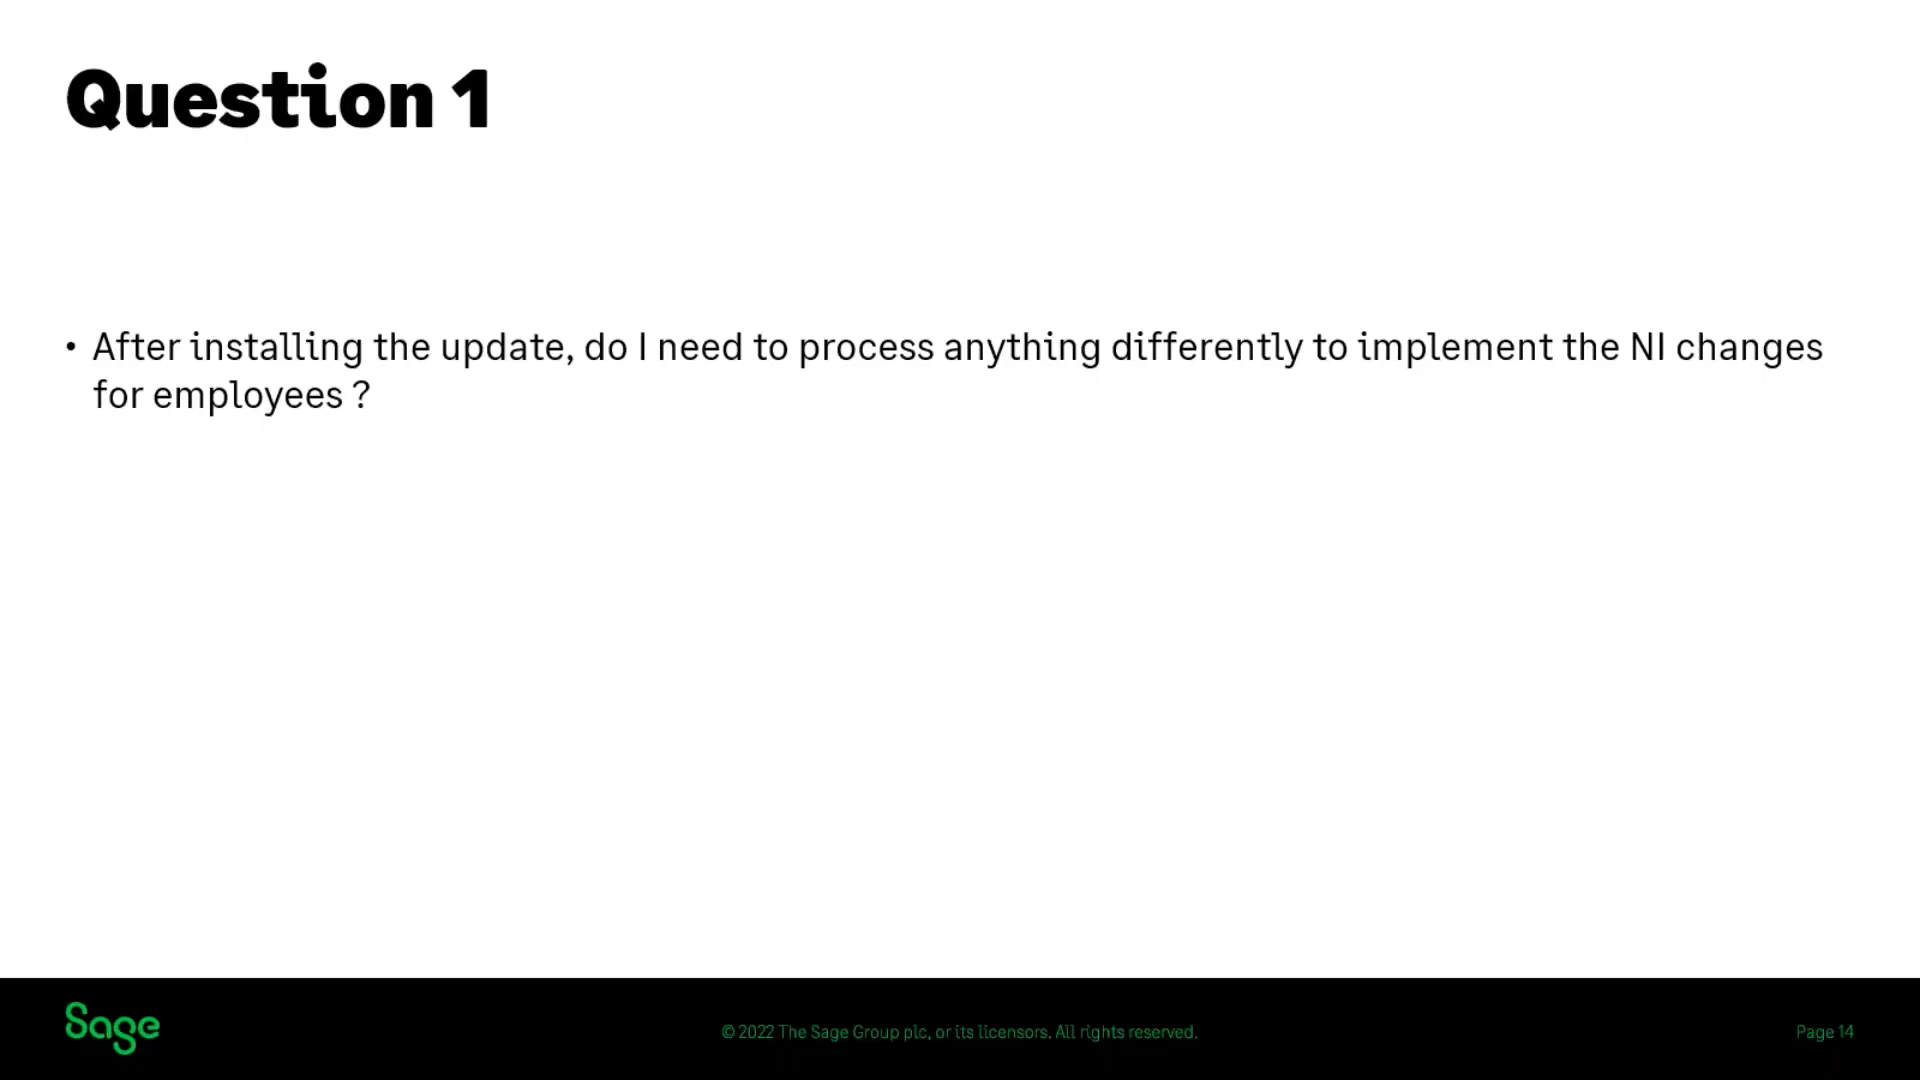 Question 1
• After installing the update, do I need to process anything differently to implement the NI changes
for employees ?
Sage
© 2022 The Sage Group plc, or its licensors. All rights reserved.
Page 14